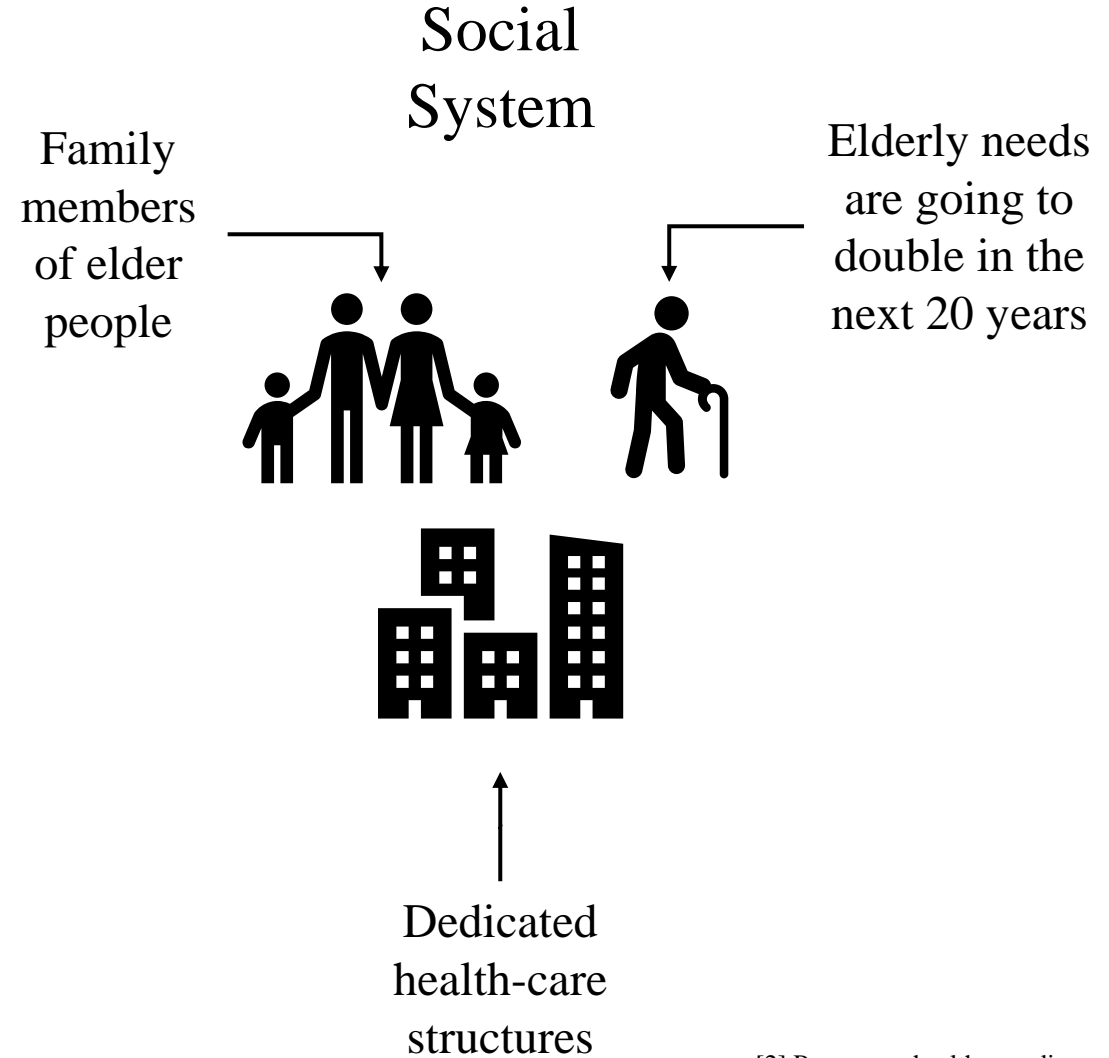 Social
System
Family
members
of elder
people
Elderly needs
are going to
double in the
next 20 years
Dedicated
health-care
structures